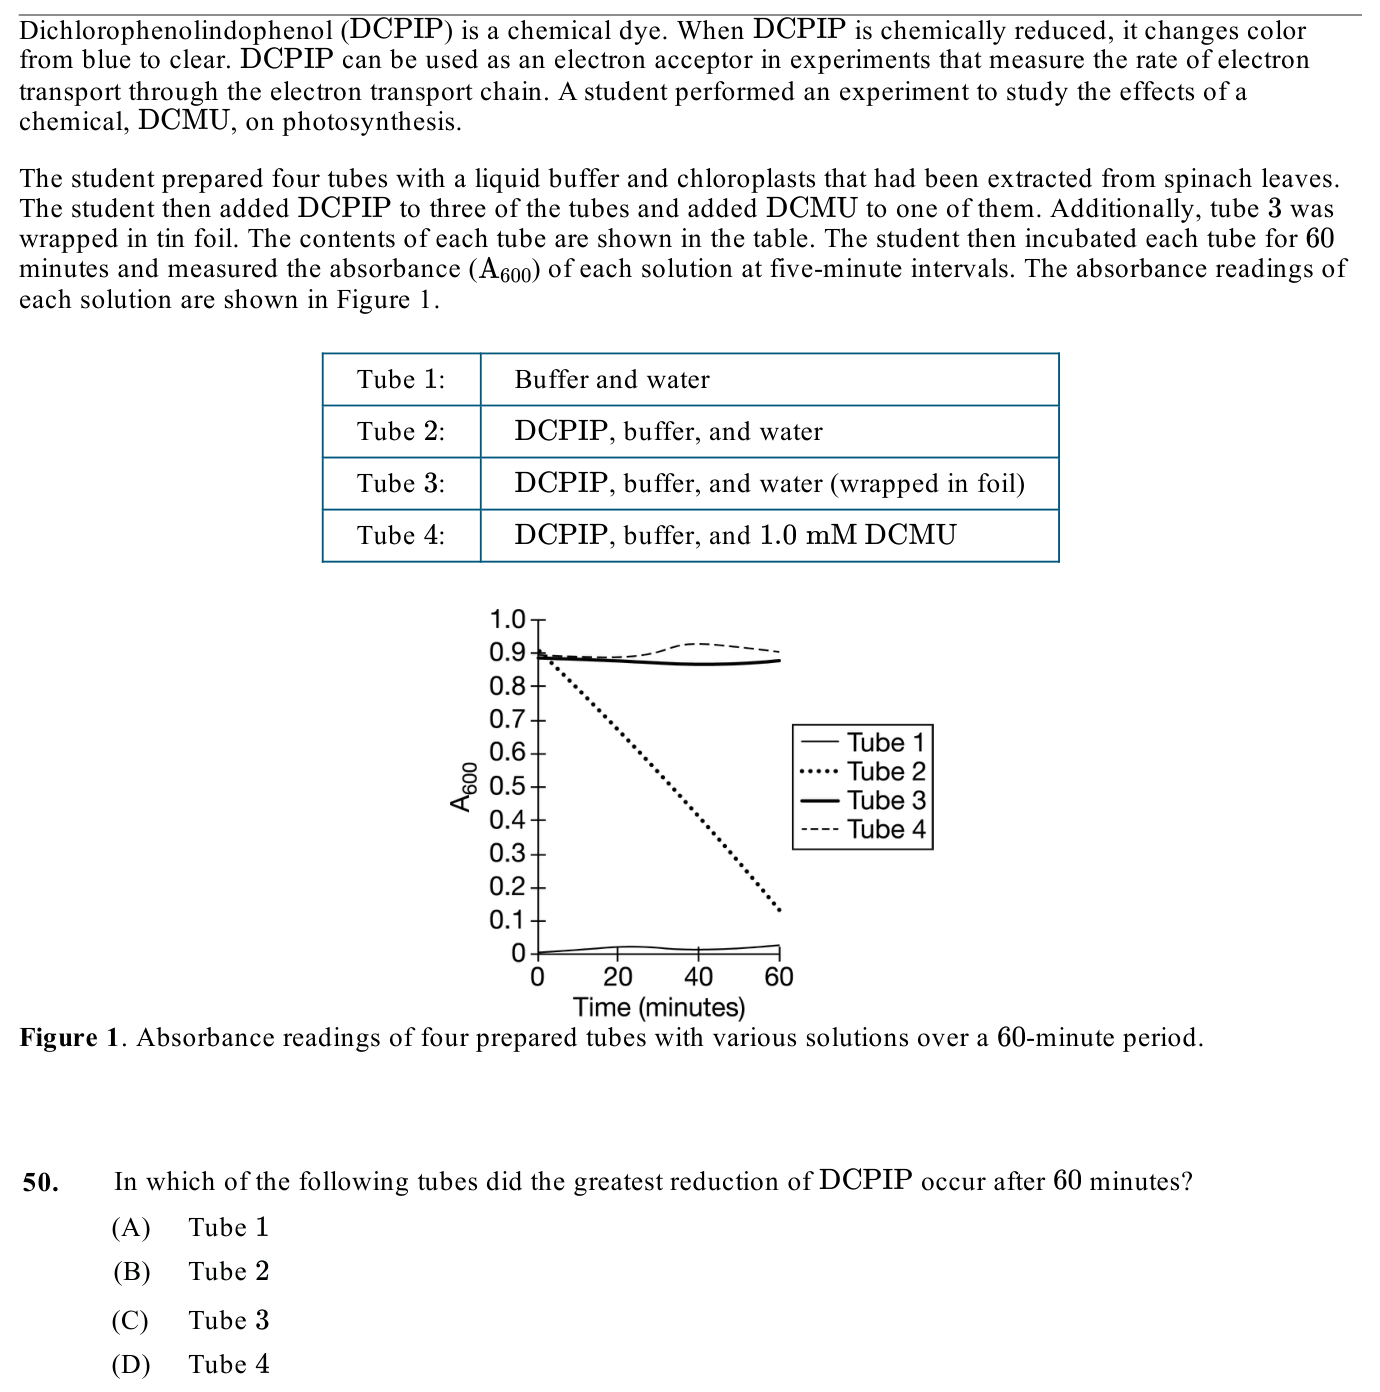 Dichlorophenolindophenol (DCPIP) is a chemical dye. When DCPIP is chemically reduced, it changes color
from blue to clear. DCPIP can be used as an electron acceptor in experiments that measure the rate of electron
transport through the electron transport chain. A student performed an experiment to study the effects of a
chemical, DCMU, on photosynthesis.
The student prepared four tubes with a liquid buffer and chloroplasts that had been extracted from spinach leaves.
The student then added DCPIP to three of the tubes and added DCMU to one of them. Additionally, tube 3 was
wrapped in tin foil. The contents of each tube are shown in the table. The student then incubated each tube for 60
minutes and measured the absorbance (A600) of each solution at five-minute intervals. The absorbance readings of
each solution are shown in Figure 1.
Tube 1: Buffer and water
Tube 2: DCPIP, buffer, and water
Tube 3: DCPIP, buffer, and water (wrapped in foil)
Tube 4: DCPIP, buffer, and 1.0 mM DCMU
1.0
0.9
0.8
0.7
0.6
0.5
0.4
0.3
0.2
0.1
0
A600
0 20 40 60
Time (minutes)
Tube 1
Tube 2
Tube 3
Tube 4
Figure 1. Absorbance readings of four prepared tubes with various solutions over a 60-minute period.
50. In which of the following tubes did the greatest reduction of DCPIP occur after 60 minutes?
(A) Tube 1
(B) Tube 2
(C) Tube 3
(D) Tube 4